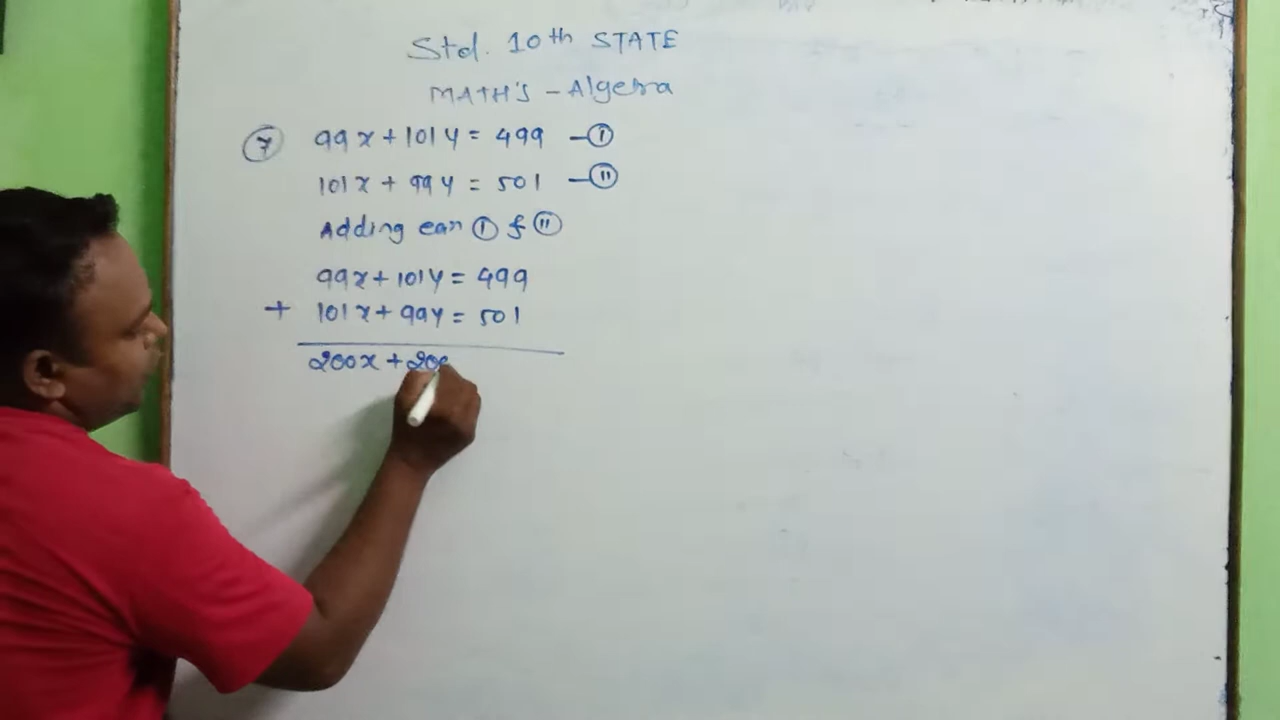 Std. 10th STATE
MATH'S - Algebra
7 99x + 101y = 499 - I
101x + 99y = 501 - II
Adding eqn I & II
99x + 101y = 499
+ 101x + 99y = 501
200x + 200